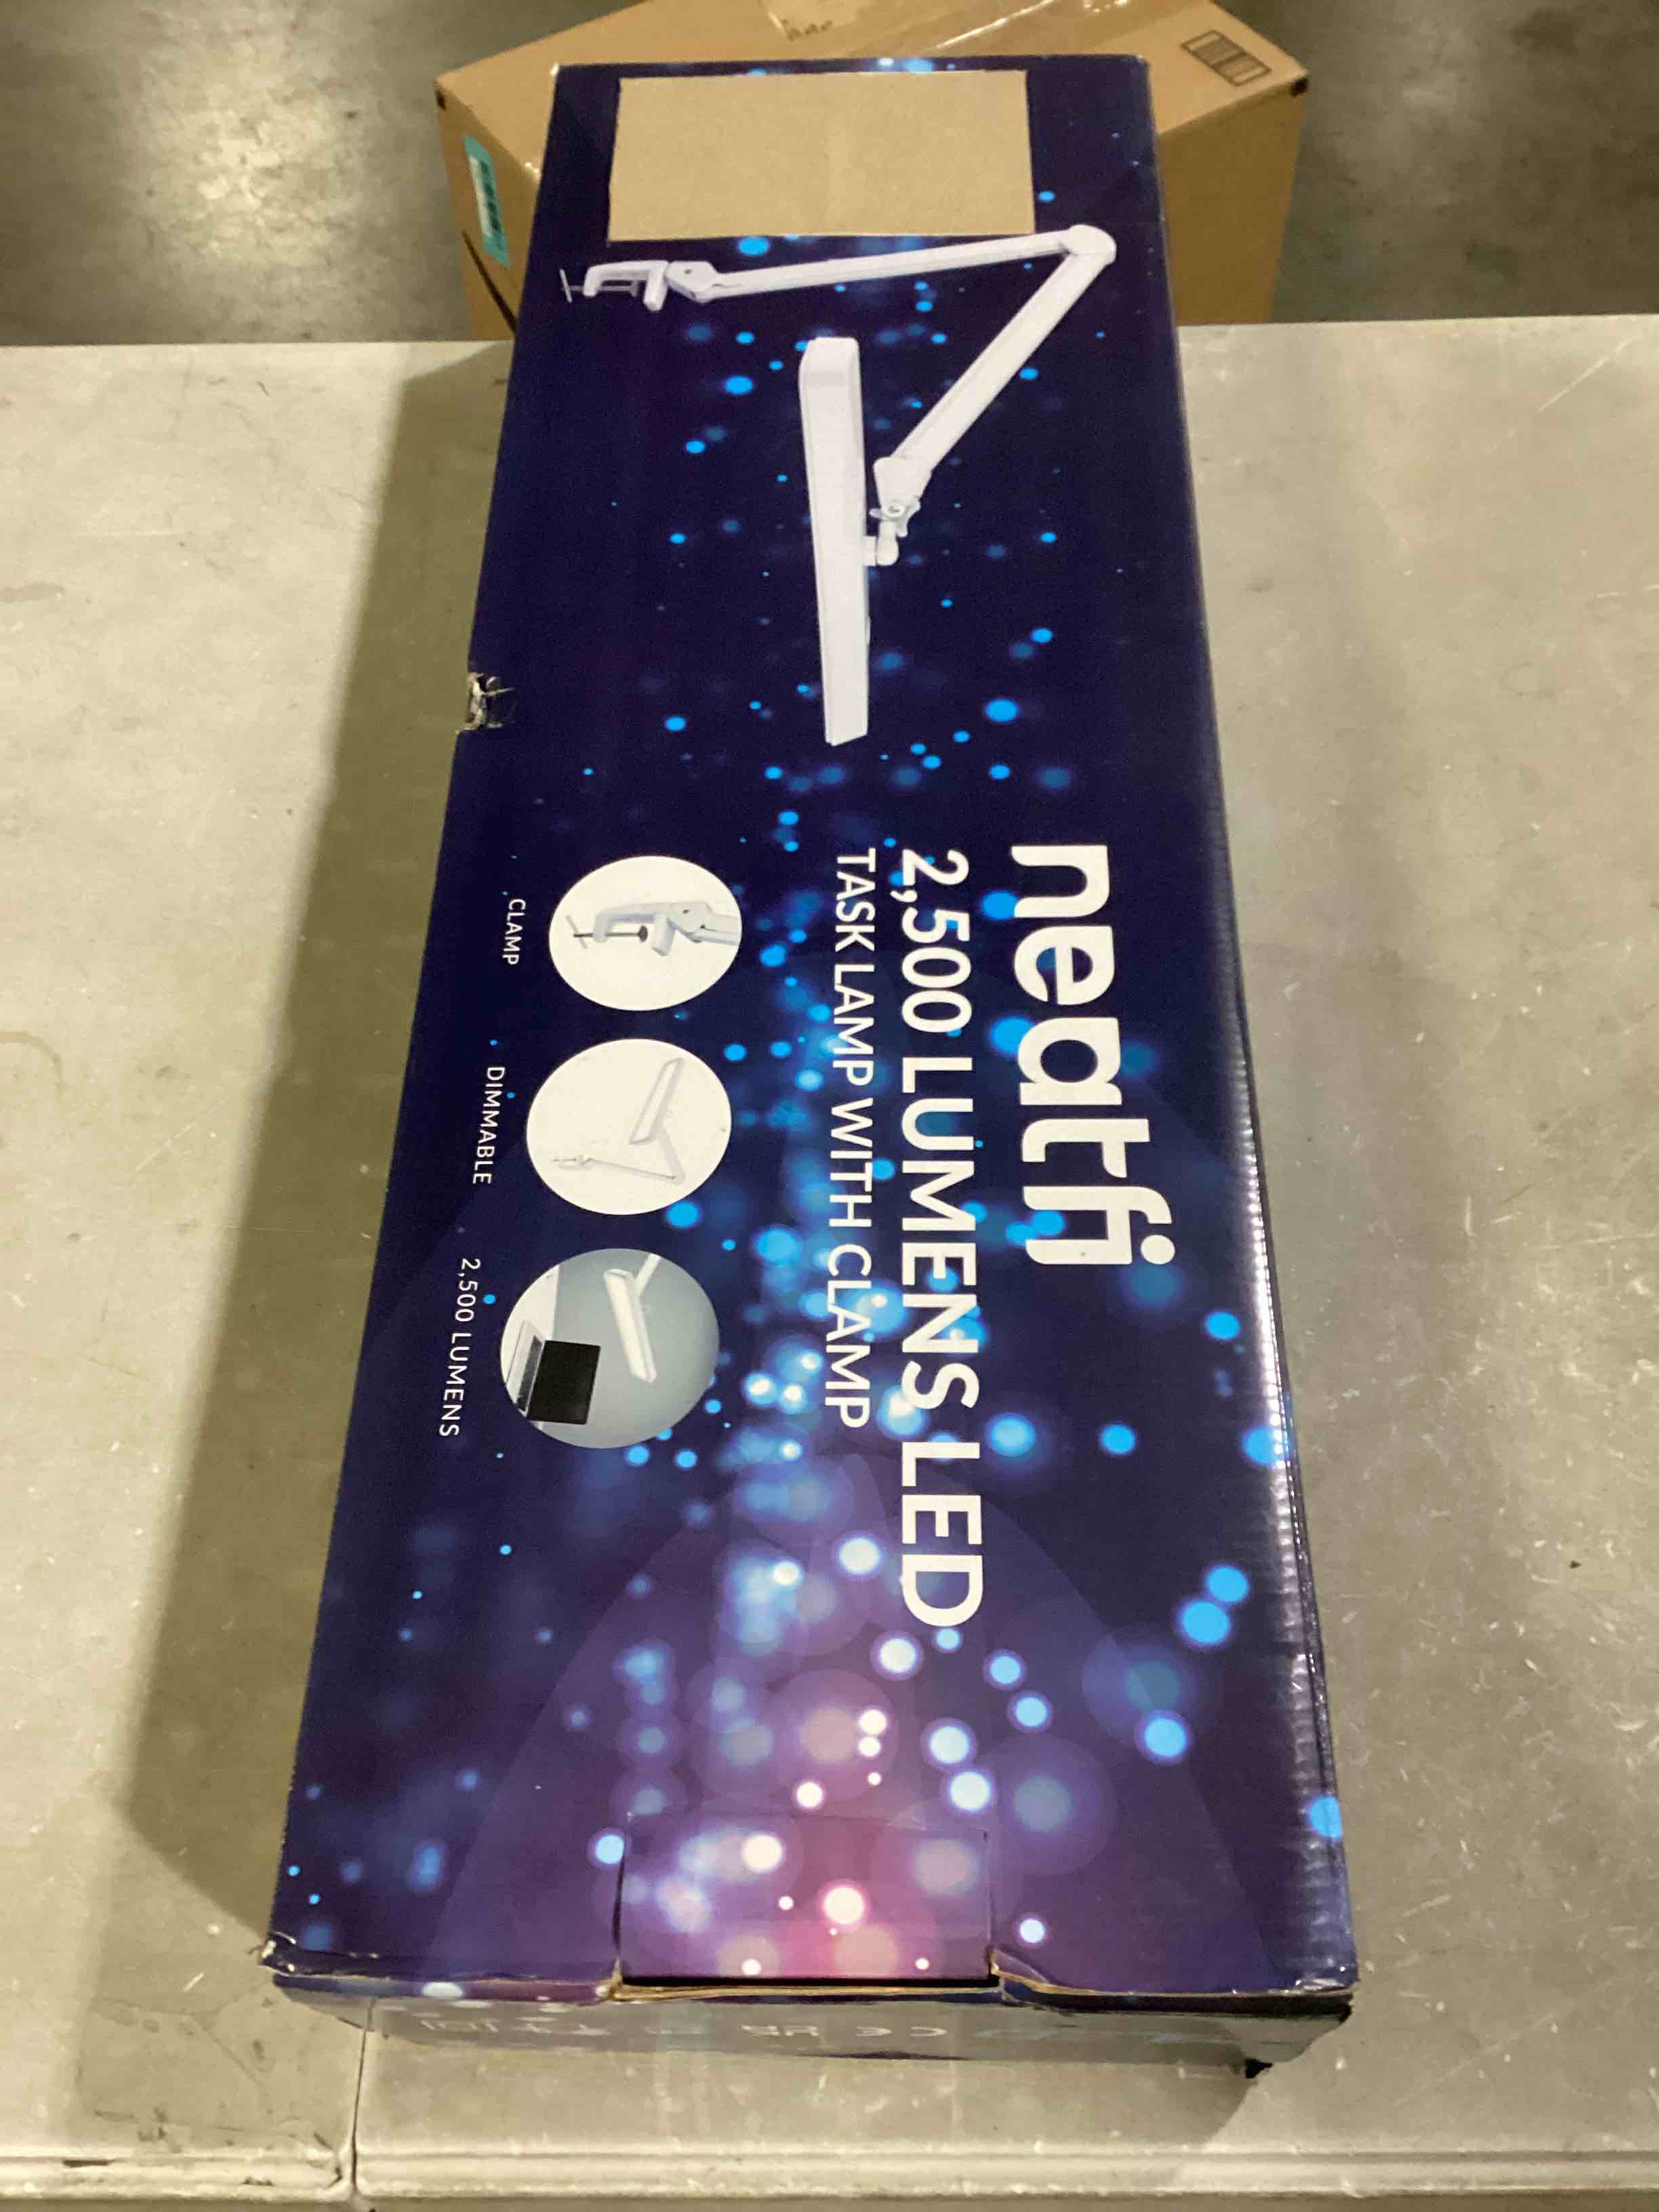 neatfi
2,500 LUMENS LED
TASK LAMP WITH CLAMP
CLAMP
DIMMABLE
2,500 LUMENS